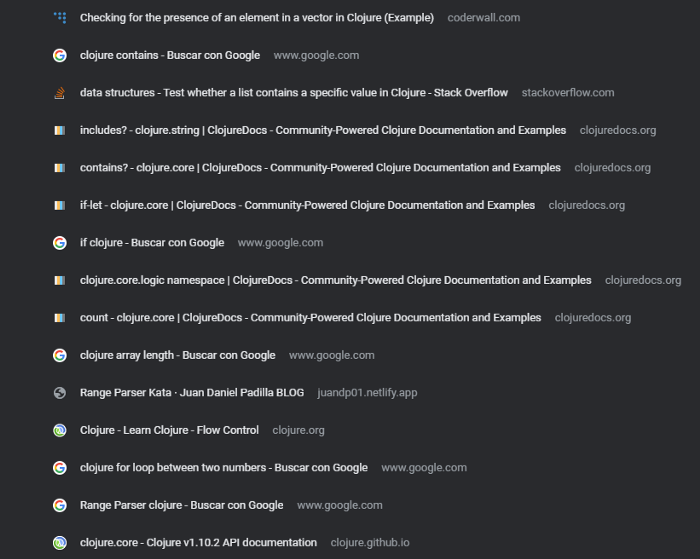 Checking for the presence of an element in a vector in Clojure (Example) coderwall.com
clojure contains - Buscar con Google www.google.com
data structures - Test whether a list contains a specific value in Clojure - Stack Overflow stackoverflow.com
includes? - clojure.string | ClojureDocs - Community-Powered Clojure Documentation and Examples clojuredocs.org
contains? - clojure.core | ClojureDocs - Community-Powered Clojure Documentation and Examples clojuredocs.org
if-let - clojure.core | ClojureDocs - Community-Powered Clojure Documentation and Examples clojuredocs.org
if clojure - Buscar con Google www.google.com
clojure.core.logic namespace | ClojureDocs - Community-Powered Clojure Documentation and Examples clojuredocs.org
count - clojure.core | ClojureDocs - Community-Powered Clojure Documentation and Examples clojuredocs.org
clojure array length - Buscar con Google www.google.com
Range Parser Kata · Juan Daniel Padilla BLOG juandp01.netlify.app
Clojure - Learn Clojure - Flow Control clojure.org
clojure for loop between two numbers - Buscar con Google www.google.com
Range Parser clojure - Buscar con Google www.google.com
clojure.core - Clojure v1.10.2 API documentation clojure.github.io